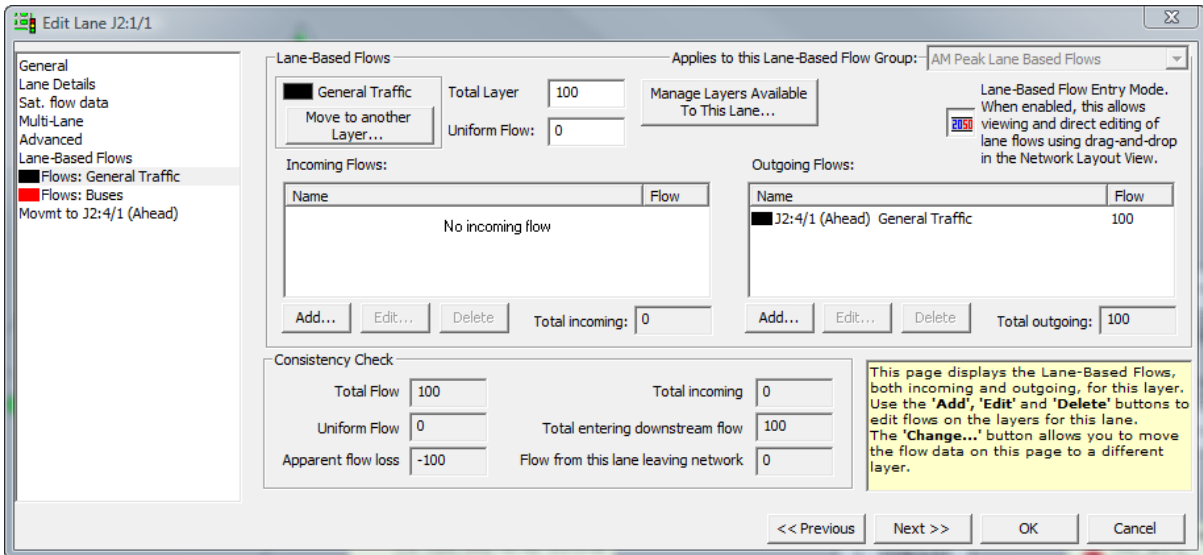 Edit Lane J2:1/1
General
Lane Details
Sat. flow data
Multi-Lane
Advanced
Lane-Based Flows
Flows: General Traffic
Flows: Buses
Movmt to J2:4/1 (Ahead)
Lane-Based Flows
Applies to this Lane-Based Flow Group: AM Peak Lane Based Flows
General Traffic
Move to another
Layer...
Total Layer 100
Uniform Flow: 0
Manage Layers Available
To This Lane...
2050
Lane-Based Flow Entry Mode.
When enabled, this allows
viewing and direct editing of
lane flows using drag-and-drop
in the Network Layout View.
Incoming Flows:
Name Flow
No incoming flow
Add... Edit... Delete Total incoming: 0
Outgoing Flows:
Name Flow
J2:4/1 (Ahead) General Traffic 100
Add... Edit... Delete Total outgoing: 100
Consistency Check
Total Flow 100 Total incoming 0
Uniform Flow 0 Total entering downstream flow 100
Apparent flow loss -100 Flow from this lane leaving network 0
This page displays the Lane-Based Flows,
both incoming and outgoing, for this layer.
Use the 'Add', 'Edit' and 'Delete' buttons to
edit flows on the layers for this lane.
The 'Change...' button allows you to move
the flow data on this page to a different
layer.
<< Previous Next >> OK Cancel